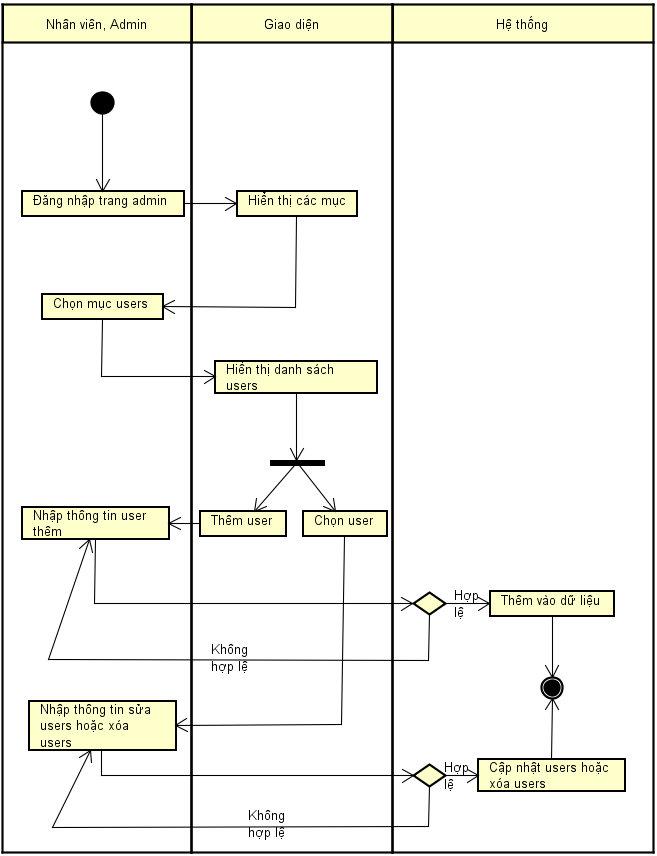 Nhân viên, Admin
Giao diện
Hệ thống
Đăng nhập trang admin
Hiển thị các mục
Chọn mục users
Hiển thị danh sách
users
Nhập thông tin user
thêm
Thêm user
Chọn user
Hợp
lệ
Thêm vào dữ liệu
Không
hợp lệ
Nhập thông tin sửa
users hoặc xóa
users
Hợp
lệ
Cập nhật users hoặc
xóa users
Không
hợp lệ